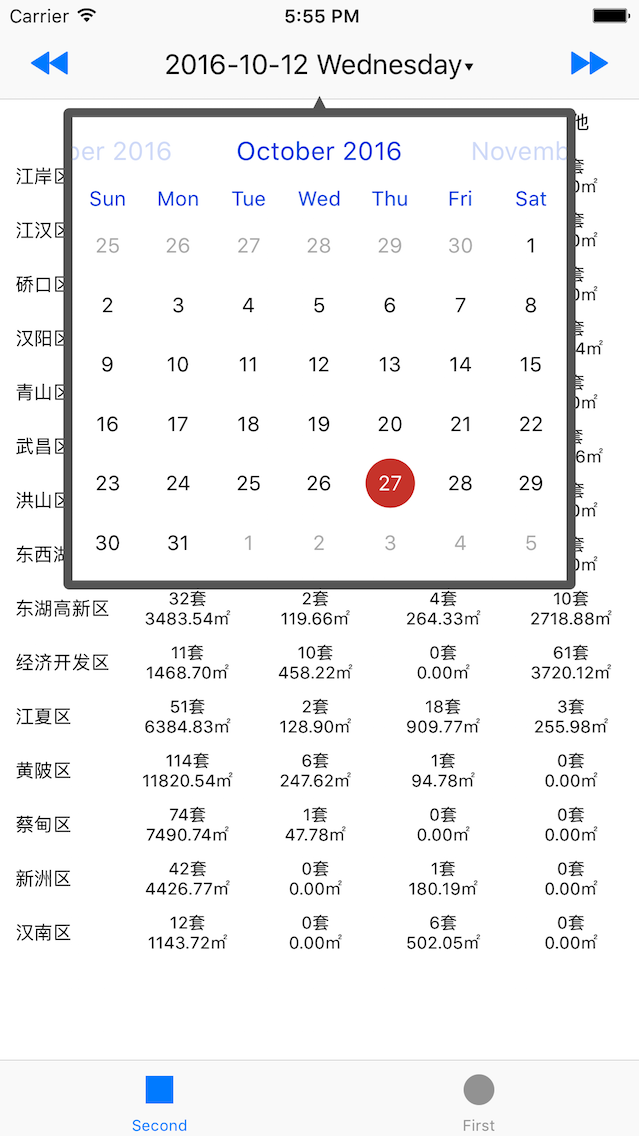 Carrier 5:55 PM
2016-10-12 Wednesday▾
他
ber 2016 October 2016 Novemb
Sun Mon Tue Wed Thu Fri Sat
25 26 27 28 29 30 1
2 3 4 5 6 7 8
9 10 11 12 13 14 15
16 17 18 19 20 21 22
23 24 25 26 27 28 29
30 31 1 2 3 4 5
江岸区 套
0㎡
江汉区 套
0㎡
硚口区 套
0㎡
汉阳区 套
4㎡
青山区 套
0㎡
武昌区 套
6㎡
洪山区 套
0㎡
东西湖 套
0㎡
东湖高新区 32套 2套 4套 10套
3483.54㎡ 119.66㎡ 264.33㎡ 2718.88㎡
经济开发区 11套 10套 0套 61套
1468.70㎡ 458.22㎡ 0.00㎡ 3720.12㎡
江夏区 51套 2套 18套 3套
6384.83㎡ 128.90㎡ 909.77㎡ 255.98㎡
黄陂区 114套 6套 1套 0套
11820.54㎡ 247.62㎡ 94.78㎡ 0.00㎡
蔡甸区 74套 1套 0套 0套
7490.74㎡ 47.78㎡ 0.00㎡ 0.00㎡
新洲区 42套 0套 1套 0套
4426.77㎡ 0.00㎡ 180.19㎡ 0.00㎡
汉南区 12套 0套 6套 0套
1143.72㎡ 0.00㎡ 502.05㎡ 0.00㎡
Second First